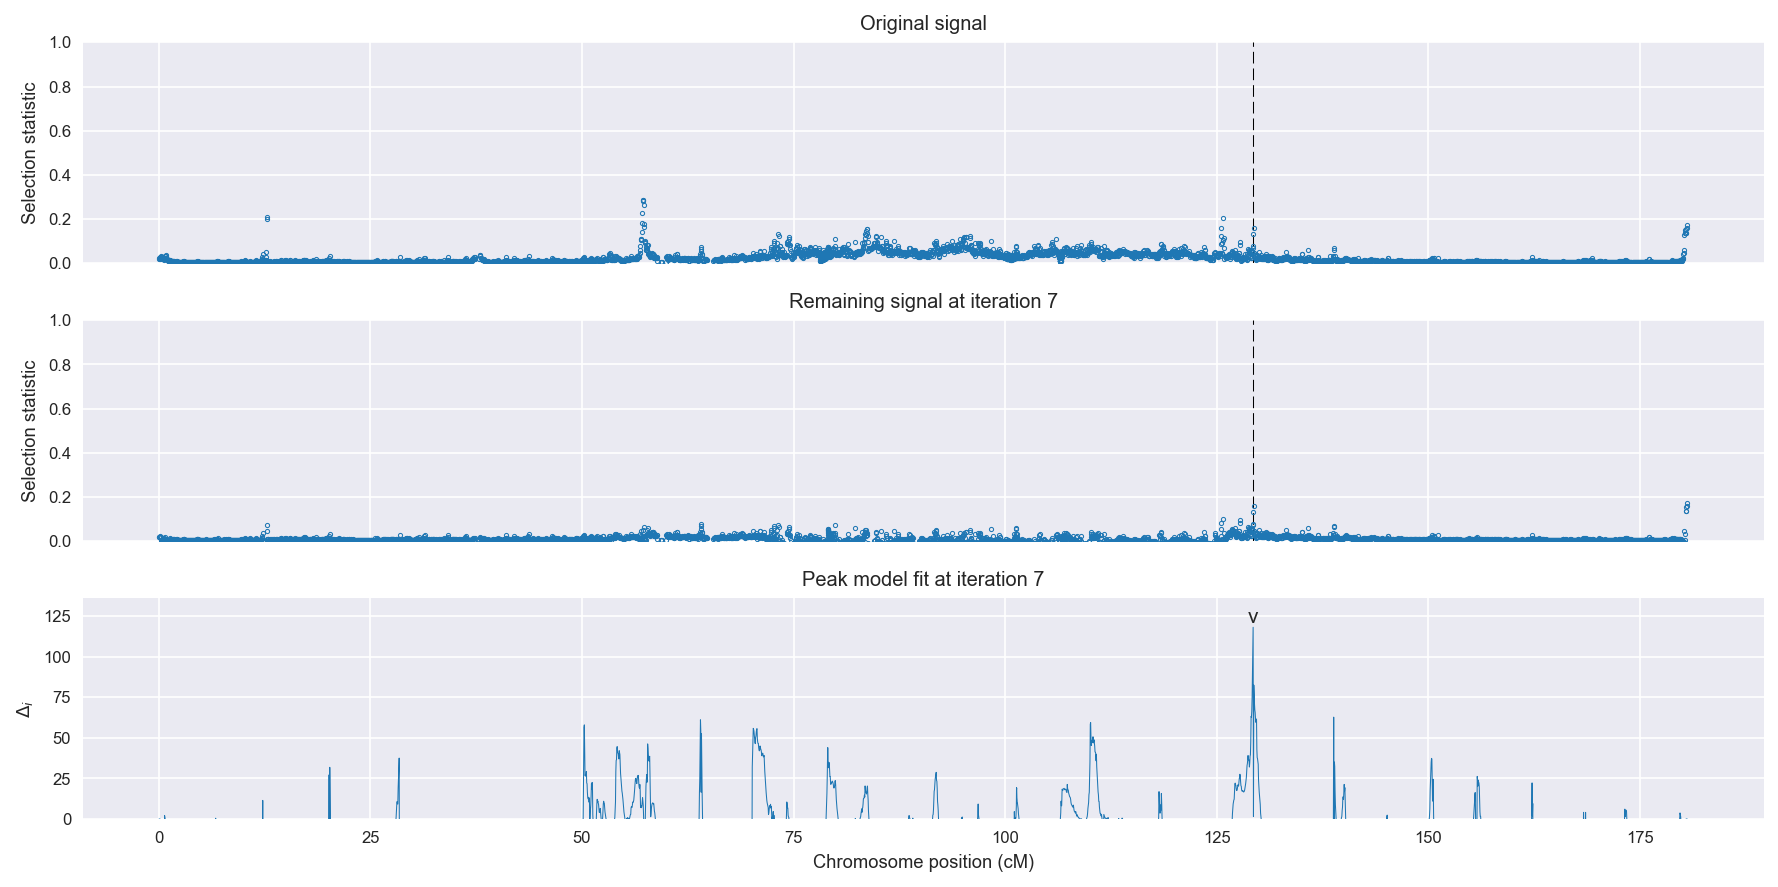 Original signal
Selection statistic
1.0
0.8
0.6
0.4
0.2
0.0
Remaining signal at iteration 7
Selection statistic
1.0
0.8
0.6
0.4
0.2
0.0
Peak model fit at iteration 7
Δi
125
100
75
50
25
0
v
0 25 50 75 100 125 150 175
Chromosome position (cM)